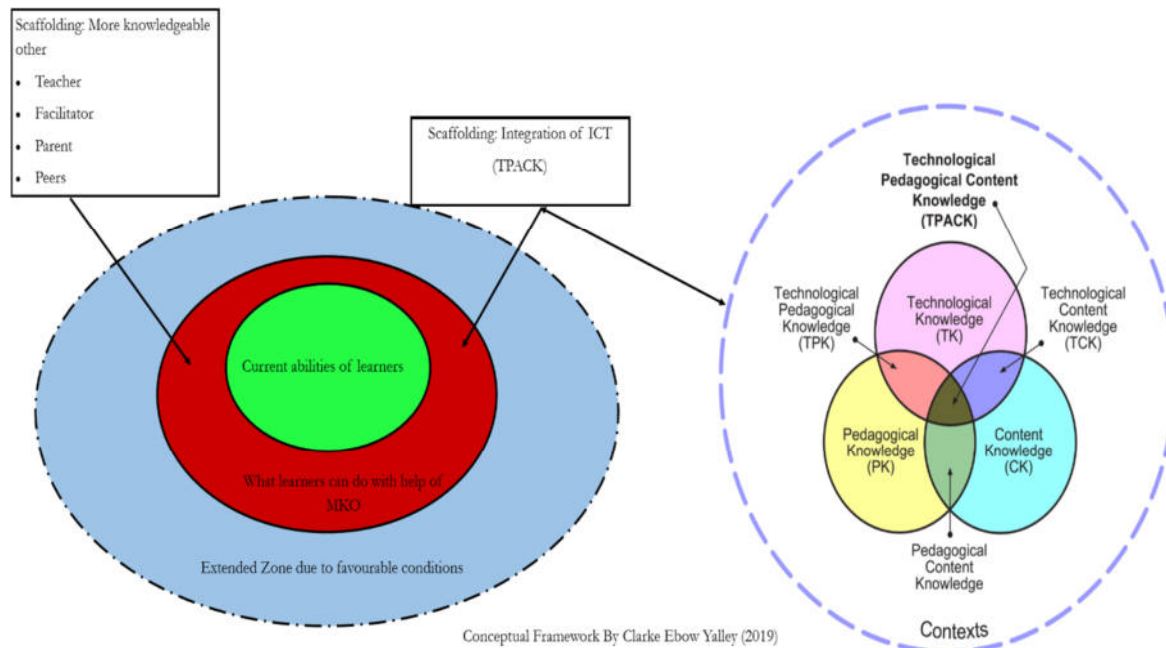 Scaffolding: More knowledgeable
other
• Teacher
• Facilitator
• Parent
• Peers
Scaffolding: Integration of ICT
(TPACK)
Current abilities of learners
What learners can do with help of
MKO
Extended Zone due to favourable conditions
Technological
Pedagogical Content
Knowledge
(TPACK)
Technological
Pedagogical
Knowledge
(TPK)
Technological
Knowledge
(TK)
Technological
Content
Knowledge
(TCK)
Pedagogical
Knowledge
(PK)
Content
Knowledge
(CK)
Pedagogical
Content
Knowledge
Contexts
Conceptual Framework By Clarke Ebow Yalley (2019)